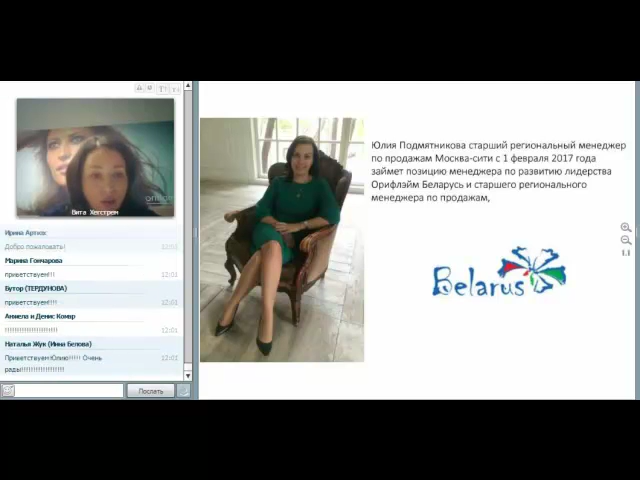 Вита Хегстрем
Ирина Артюх:
Добро пожаловать! 12:01
Марина Гончарова
приветствуем!!! 12:01
Бутор (ТЕРДУНОВА)
приветствуем!!!! 12:01
Анжела и Денис Комар
!!!!!!!!!!!!!!!!!!!!!! 12:01
Наталья Жук (Инна Белова)
Приветствуем Юлию!!!!! Очень 12:01
рады!!!!!!!!!!!!!!!!!!
Послать
Юлия Подмятникова старший региональный менеджер
по продажам Москва-сити с 1 февраля 2017 года
займет позицию менеджера по развитию лидерства
Орифлэйм Беларусь и старшего регионального
менеджера по продажам,
Belarus
1:1